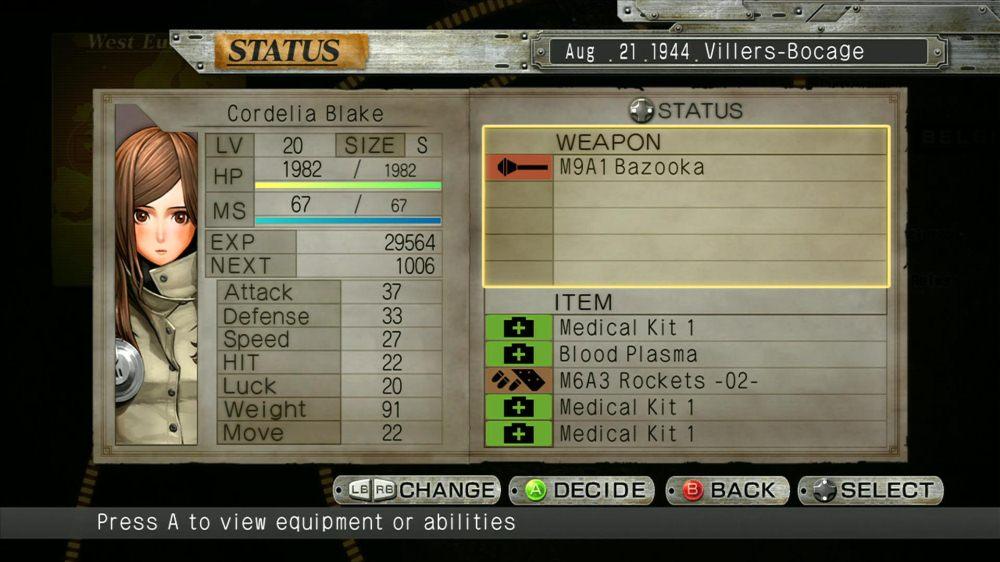 West Eu
STATUS
Aug .21.1944.Villers-Bocage
Cordelia Blake
LV 20 SIZE S
HP 1982 / 1982
MS 67 / 67
EXP 29564
NEXT 1006
Attack 37
Defense 33
Speed 27
HIT 22
Luck 20
Weight 91
Move 22
STATUS
WEAPON
M9A1 Bazooka
ITEM
Medical Kit 1
Blood Plasma
M6A3 Rockets -02-
Medical Kit 1
Medical Kit 1
LB RB CHANGE A DECIDE B BACK SELECT
Press A to view equipment or abilities